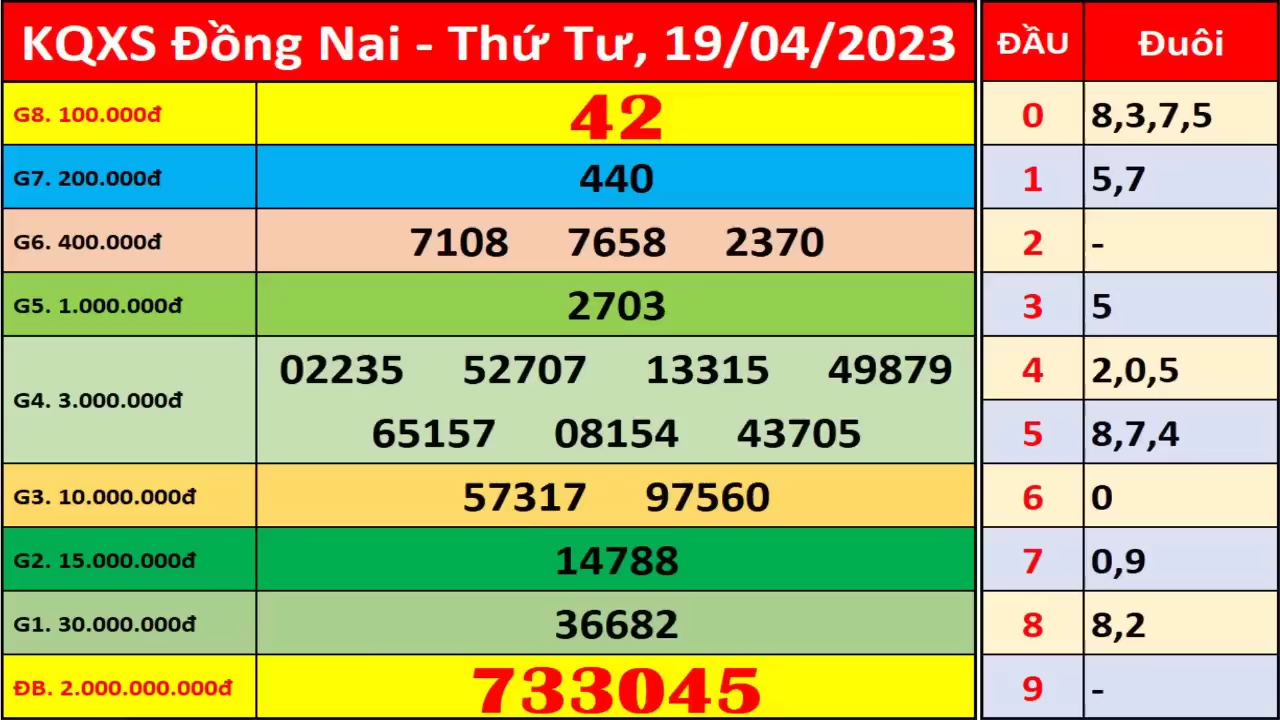 KQXS Đồng Nai - Thứ Tư, 19/04/2023
G8. 100.000đ 42
G7. 200.000đ 440
G6. 400.000đ 7108 7658 2370
G5. 1.000.000đ 2703
G4. 3.000.000đ 02235 52707 13315 49879
65157 08154 43705
G3. 10.000.000đ 57317 97560
G2. 15.000.000đ 14788
G1. 30.000.000đ 36682
ĐB. 2.000.000.000đ 733045
ĐẦU Đuôi
0 8,3,7,5
1 5,7
2 -
3 5
4 2,0,5
5 8,7,4
6 0
7 0,9
8 8,2
9 -